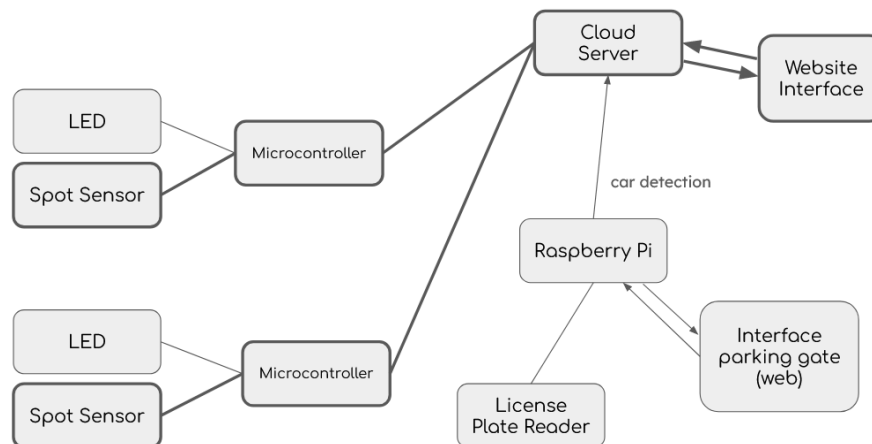 Cloud
Server
Website
Interface
LED
Microcontroller
Spot Sensor
car detection
Raspberry Pi
LED
Interface
parking gate
(web)
Microcontroller
Spot Sensor
License
Plate Reader